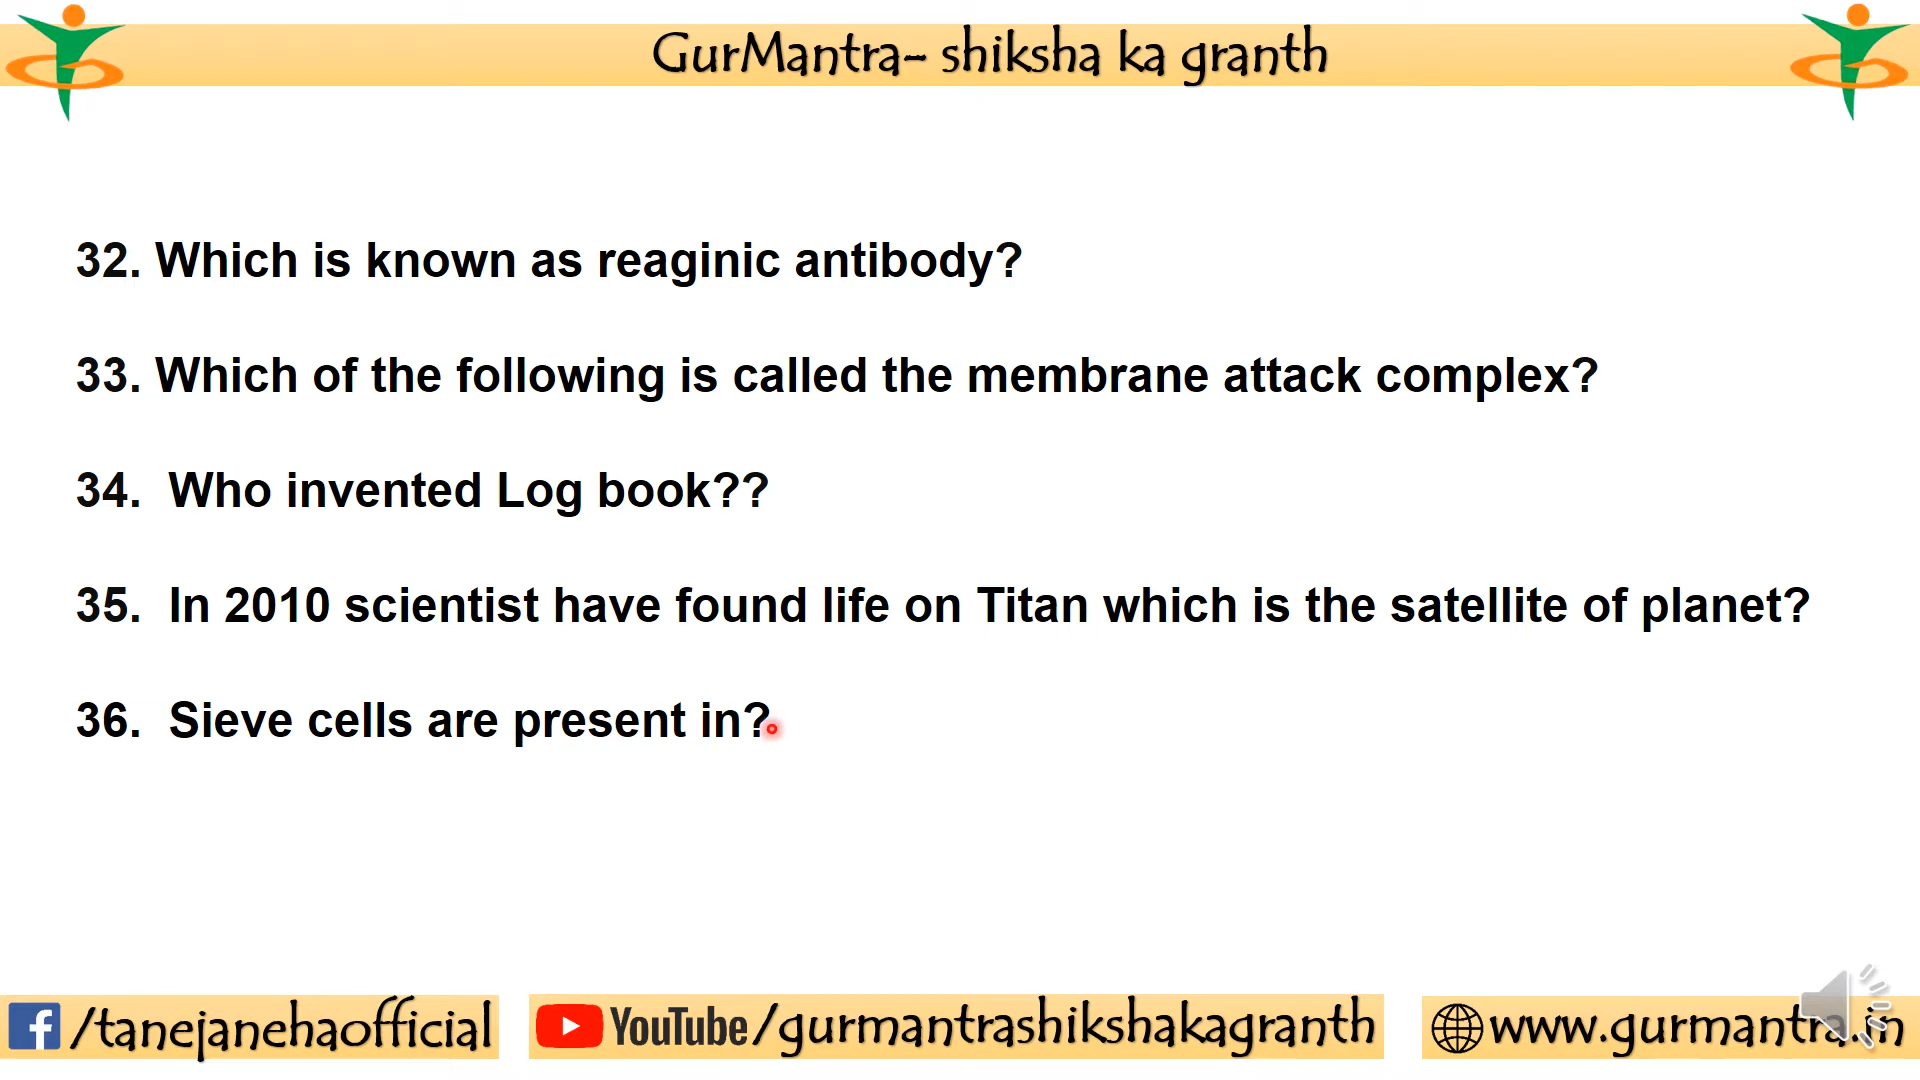 GurMantra- shiksha ka granth
32. Which is known as reaginic antibody?
33. Which of the following is called the membrane attack complex?
34. Who invented Log book??
35. In 2010 scientist have found life on Titan which is the satellite of planet?
36. Sieve cells are present in?
f /tanejanehaofficial
YouTube /gurmantrashikshakagranth
www.gurmantra.in